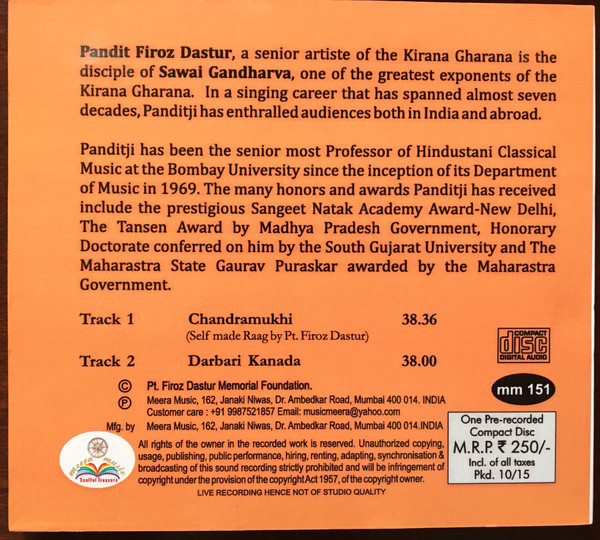 Pandit Firoz Dastur, a senior artiste of the Kirana Gharana is the
disciple of Sawai Gandharva, one of the greatest exponents of the
Kirana Gharana. In a singing career that has spanned almost seven
decades, Panditji has enthralled audiences both in India and abroad.
Panditji has been the senior most Professor of Hindustani Classical
Music at the Bombay University since the inception of its Department
of Music in 1969. The many honors and awards Panditji has received
include the prestigious Sangeet Natak Academy Award-New Delhi,
The Tansen Award by Madhya Pradesh Government, Honorary
Doctorate conferred on him by the South Gujarat University and The
Maharastra State Gaurav Puraskar awarded by the Maharastra
Government.
Track 1 Chandramukhi 38.36
(Self made Raag by Pt. Firoz Dastur)
Track 2 Darbari Kanada 38.00
COMPACT
disc
DIGITAL AUDIO
mm 151
© Pt. Firoz Dastur Memorial Foundation.
℗ Meera Music, 162, Janaki Niwas, Dr. Ambedkar Road, Mumbai 400 014. INDIA
Customer care : +91 9987521857 Email: musicmeera@yahoo.com
Mfg. by Meera Music, 162, Janaki Niwas, Dr. Ambedkar Road, Mumbai 400 014.INDIA
All rights of the owner in the recorded work is reserved. Unauthorized copying,
usage, publishing, public performance, hiring, renting, adapting, synchronisation &
broadcasting of this sound recording strictly prohibited and will be infringement of
copyright under the provision of the copyright Act 1957, of the copyright owner.
LIVE RECORDING HENCE NOT OF STUDIO QUALITY
meera music
Soulful Treasure
One Pre-recorded
Compact Disc
M.R.P. ₹ 250/-
Incl. of all taxes
Pkd. 10/15